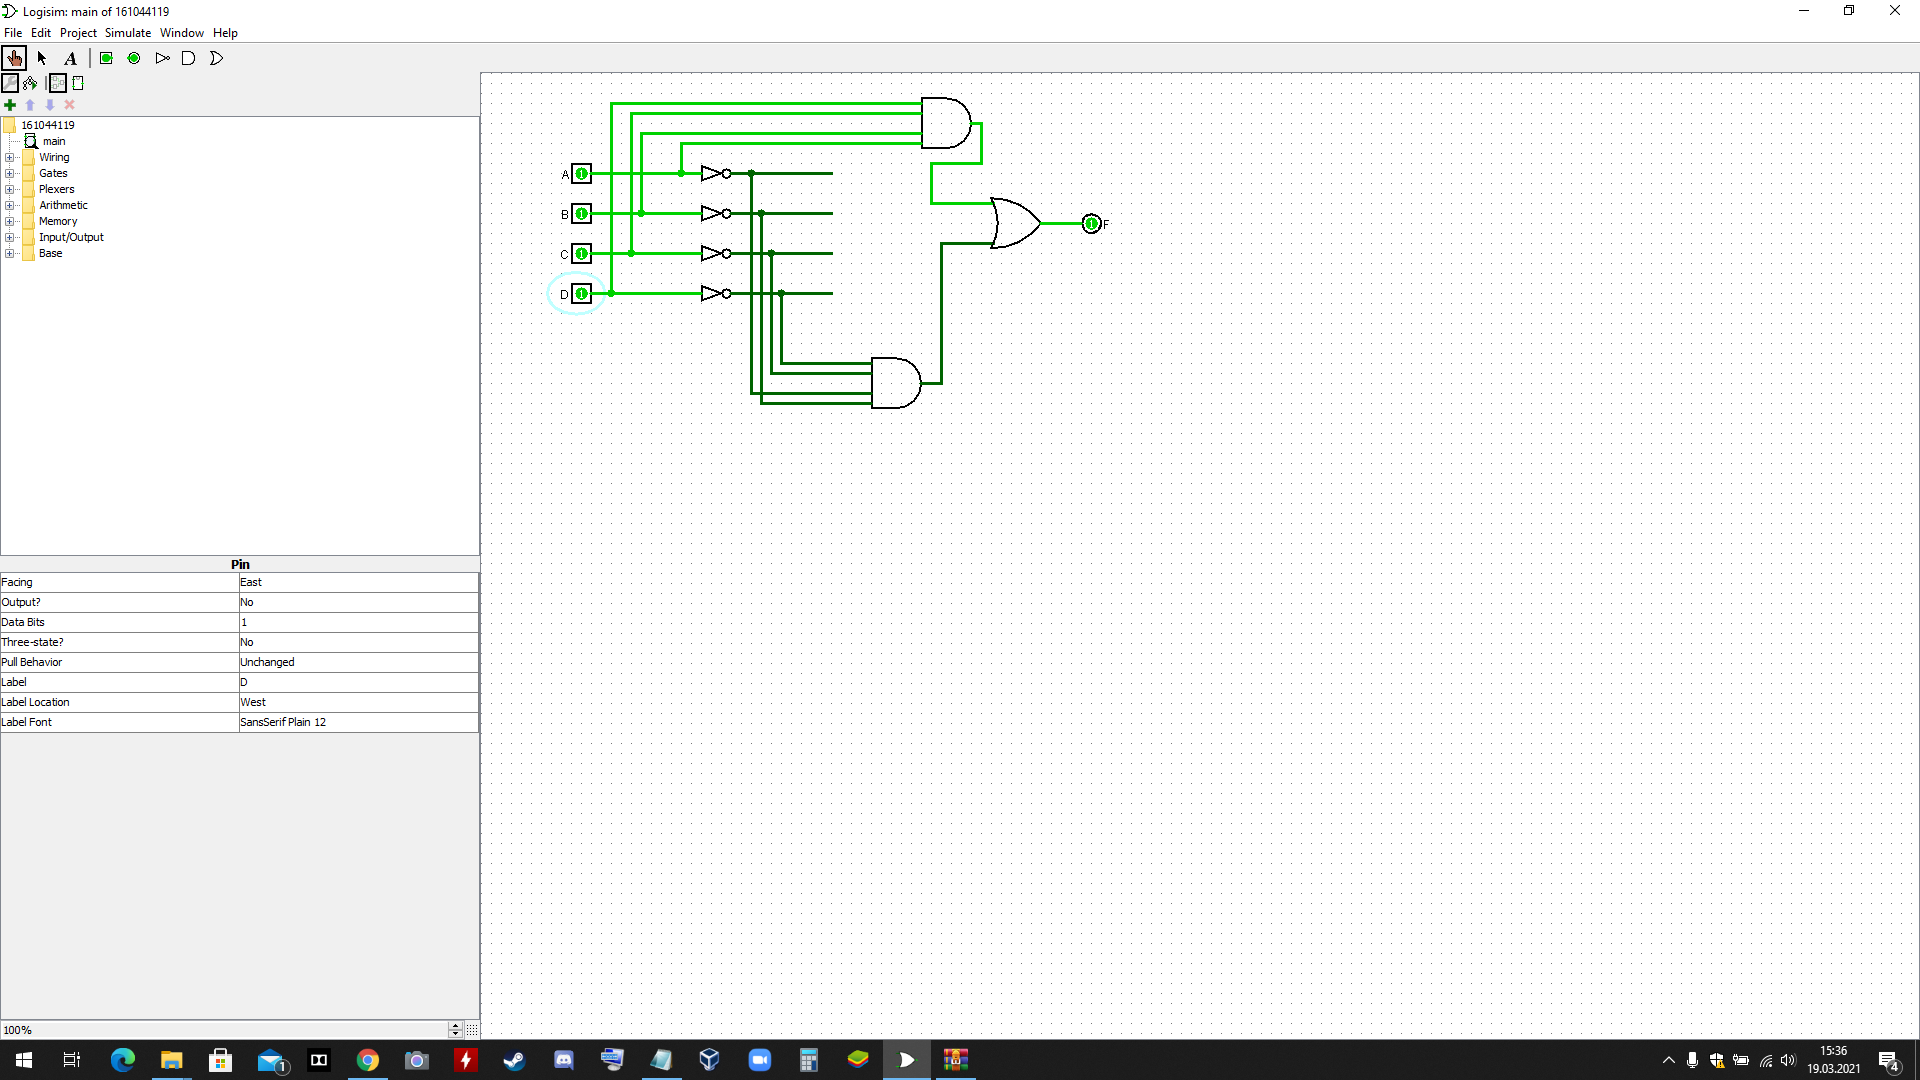 Logisim: main of 161044119
File Edit Project Simulate Window Help
A
161044119
main
Wiring
Gates
Plexers
Arithmetic
Memory
Input/Output
Base
A 1
B 1
C 1
D 1
1 F
Pin
Facing East
Output? No
Data Bits 1
Three-state? No
Pull Behavior Unchanged
Label D
Label Location West
Label Font SansSerif Plain 12
100%
1
15:36
19.03.2021
4